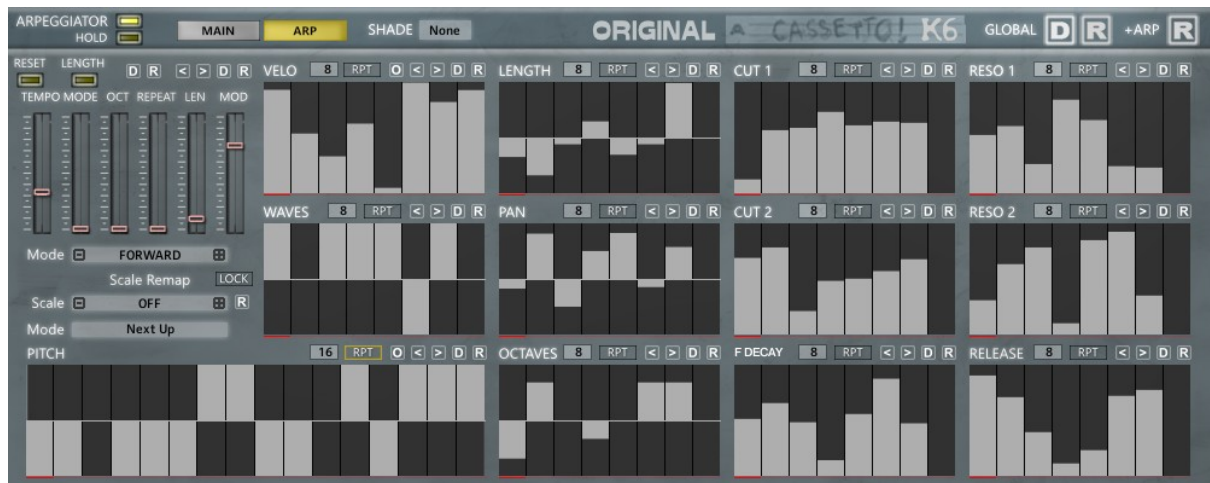 ARPEGGIATOR
HOLD
MAIN ARP SHADE None
ORIGINAL A CASSETTO! K6
GLOBAL D R +ARP R
RESET LENGTH D R < > D R
TEMPO MODE OCT REPEAT LEN MOD
VELO 8 RPT O < > D R
LENGTH 8 RPT < > D R
CUT 1 8 RPT < > D R
RESO 1 8 RPT < > D R
WAVES 8 RPT < > D R
PAN 8 RPT < > D R
CUT 2 8 RPT < > D R
RESO 2 8 RPT < > D R
Mode FORWARD
Scale Remap LOCK
Scale OFF R
Mode Next Up
PITCH 16 RPT O < > D R
OCTAVES 8 RPT < > D R
F DECAY 8 RPT < > D R
RELEASE 8 RPT < > D R